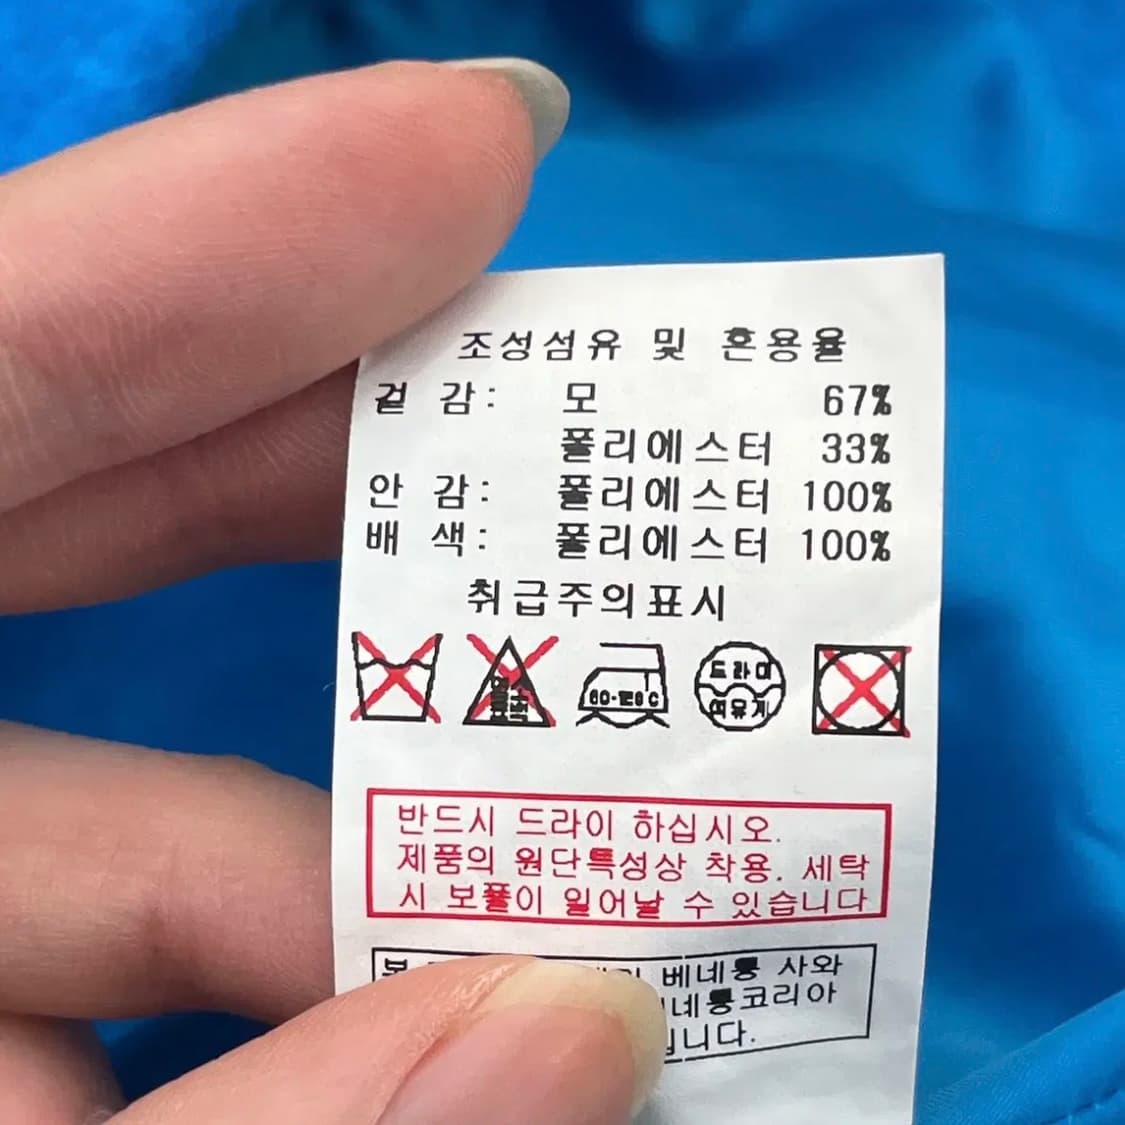 조성섬유 및 혼용율
겉 감: 모 67%
폴리에스터 33%
안 감: 폴리에스터 100%
배 색: 폴리에스터 100%
취급주의표시
드라이
석유계
반드시 드라이 하십시오.
제품의 원단특성상 착용. 세탁
시 보풀이 일어날 수 있습니다
베네통 사와
네통코리아
입니다.